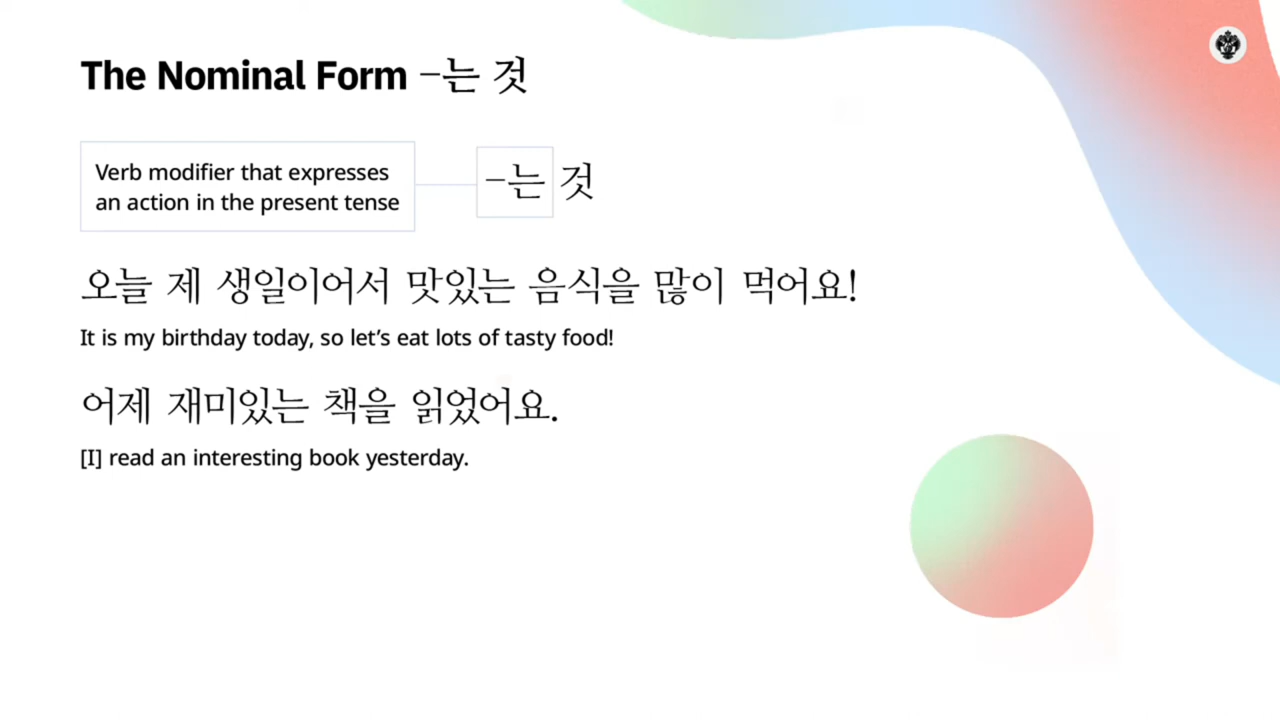 The Nominal Form –는 것
Verb modifier that expresses
an action in the present tense
–는 것
오늘 제 생일이어서 맛있는 음식을 많이 먹어요!
It is my birthday today, so let's eat lots of tasty food!
어제 재미있는 책을 읽었어요.
[I] read an interesting book yesterday.